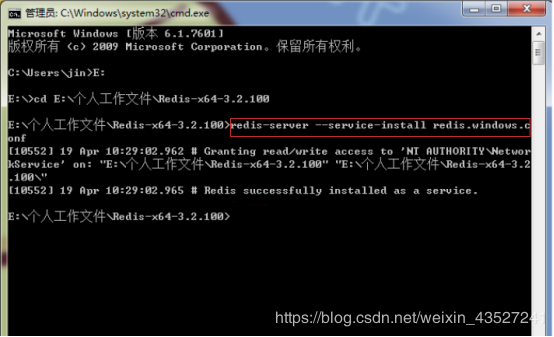 管理员: C:\Windows\system32\cmd.exe
Microsoft Windows [版本 6.1.7601]
版权所有 (c) 2009 Microsoft Corporation。保留所有权利。
C:\Users\jin>E:
E:\>cd E:\个人工作文件\Redis-x64-3.2.100
E:\个人工作文件\Redis-x64-3.2.100>redis-server --service-install redis.windows.c
onf
[10552] 19 Apr 10:29:02.962 # Granting read/write access to 'NT AUTHORITY\Networ
kService' on: "E:\个人工作文件\Redis-x64-3.2.100" "E:\个人工作文件\Redis-x64-3.2
.100\"
[10552] 19 Apr 10:29:02.965 # Redis successfully installed as a service.
E:\个人工作文件\Redis-x64-3.2.100>
https://blog.csdn.net/weixin_43527241